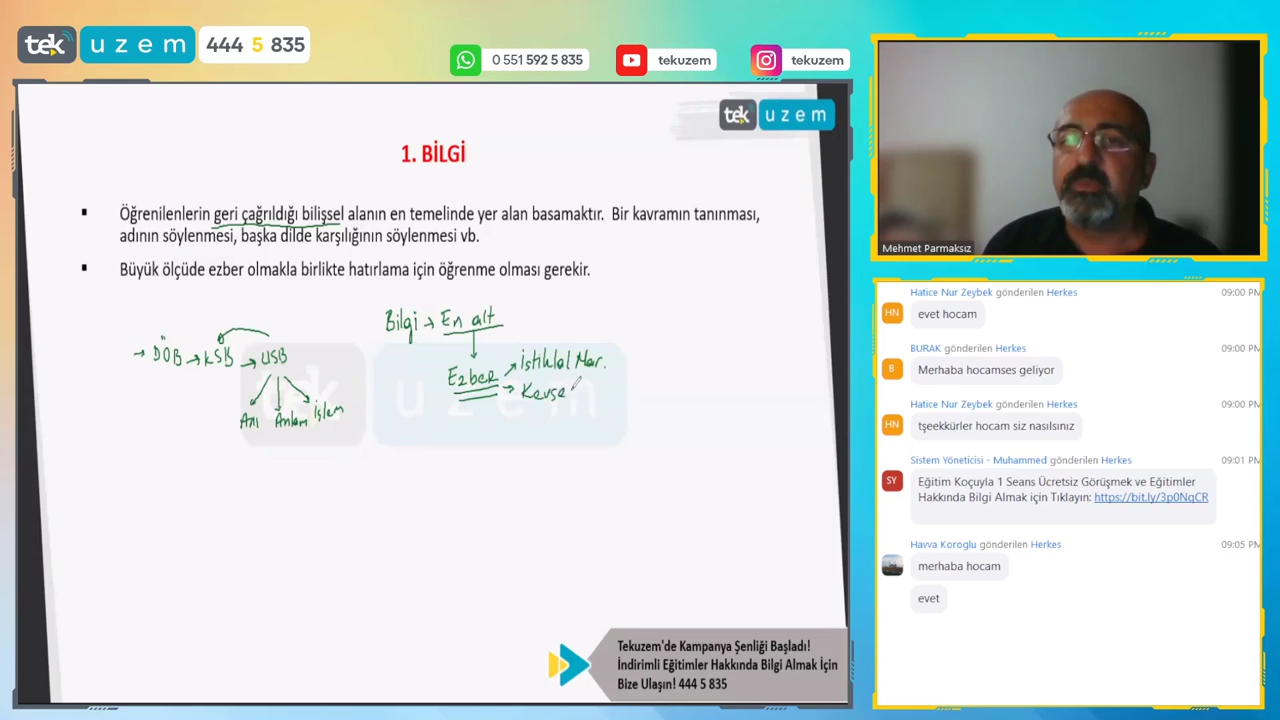 tek uzem 444 5 835
0 551 592 5 835
tekuzem
tekuzem
tek uzem
1. BİLGİ
Öğrenilenlerin geri çağrıldığı bilişsel alanın en temelinde yer alan basamaktır. Bir kavramın tanınması,
adının söylenmesi, başka dilde karşılığının söylenmesi vb.
Büyük ölçüde ezber olmakla birlikte hatırlama için öğrenme olması gerekir.
Bilgi → En alt
→ DÖB → KSB → USB
Ezber → İstiklal Mar.
→ Kevse
Anı Anlam İşlem
uzem
Tekuzem'de Kampanya Şenliği Başladı!
İndirimli Eğitimler Hakkında Bilgi Almak İçin
Bize Ulaşın! 444 5 835
Mehmet Parmaksız
Hatice Nur Zeybek gönderilen Herkes 09:00 PM
HN evet hocam
BURAK gönderilen Herkes 09:00 PM
B Merhaba hocamses geliyor
Hatice Nur Zeybek gönderilen Herkes 09:00 PM
HN tşeekkürler hocam siz nasılsınız
Sistem Yöneticisi - Muhammed gönderilen Herkes 09:01 PM
SY Eğitim Koçuyla 1 Seans Ücretsiz Görüşmek ve Eğitimler
Hakkında Bilgi Almak için Tıklayın: https://bit.ly/3p0NqCR
Havva Koroglu gönderilen Herkes 09:05 PM
merhaba hocam
evet